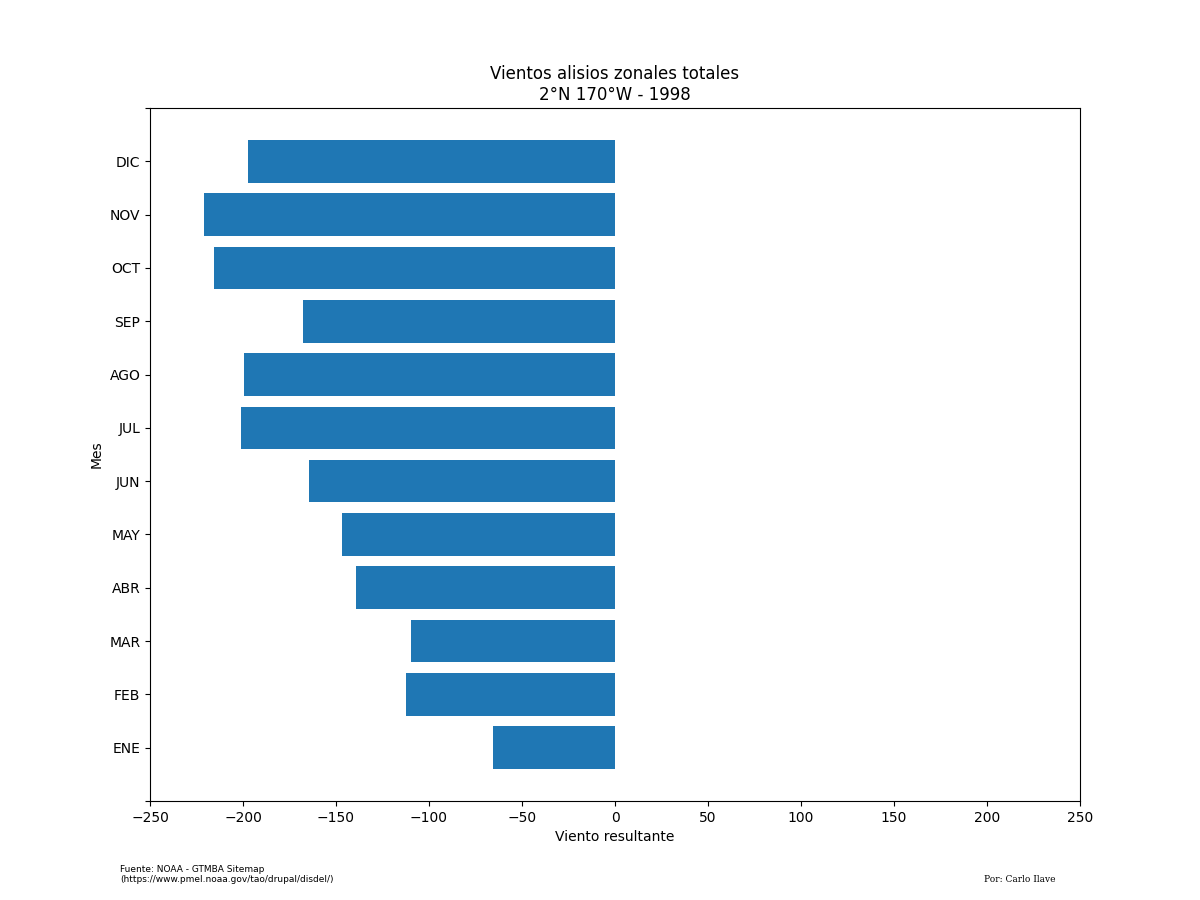 Vientos alisios zonales totales
2°N 170°W - 1998
DIC
NOV
OCT
SEP
AGO
JUL
JUN
MAY
ABR
MAR
FEB
ENE
Mes
−250 −200 −150 −100 −50 0 50 100 150 200 250
Viento resultante
Fuente: NOAA - GTMBA Sitemap
(https://www.pmel.noaa.gov/tao/drupal/disdel/)
Por: Carlo Ilave